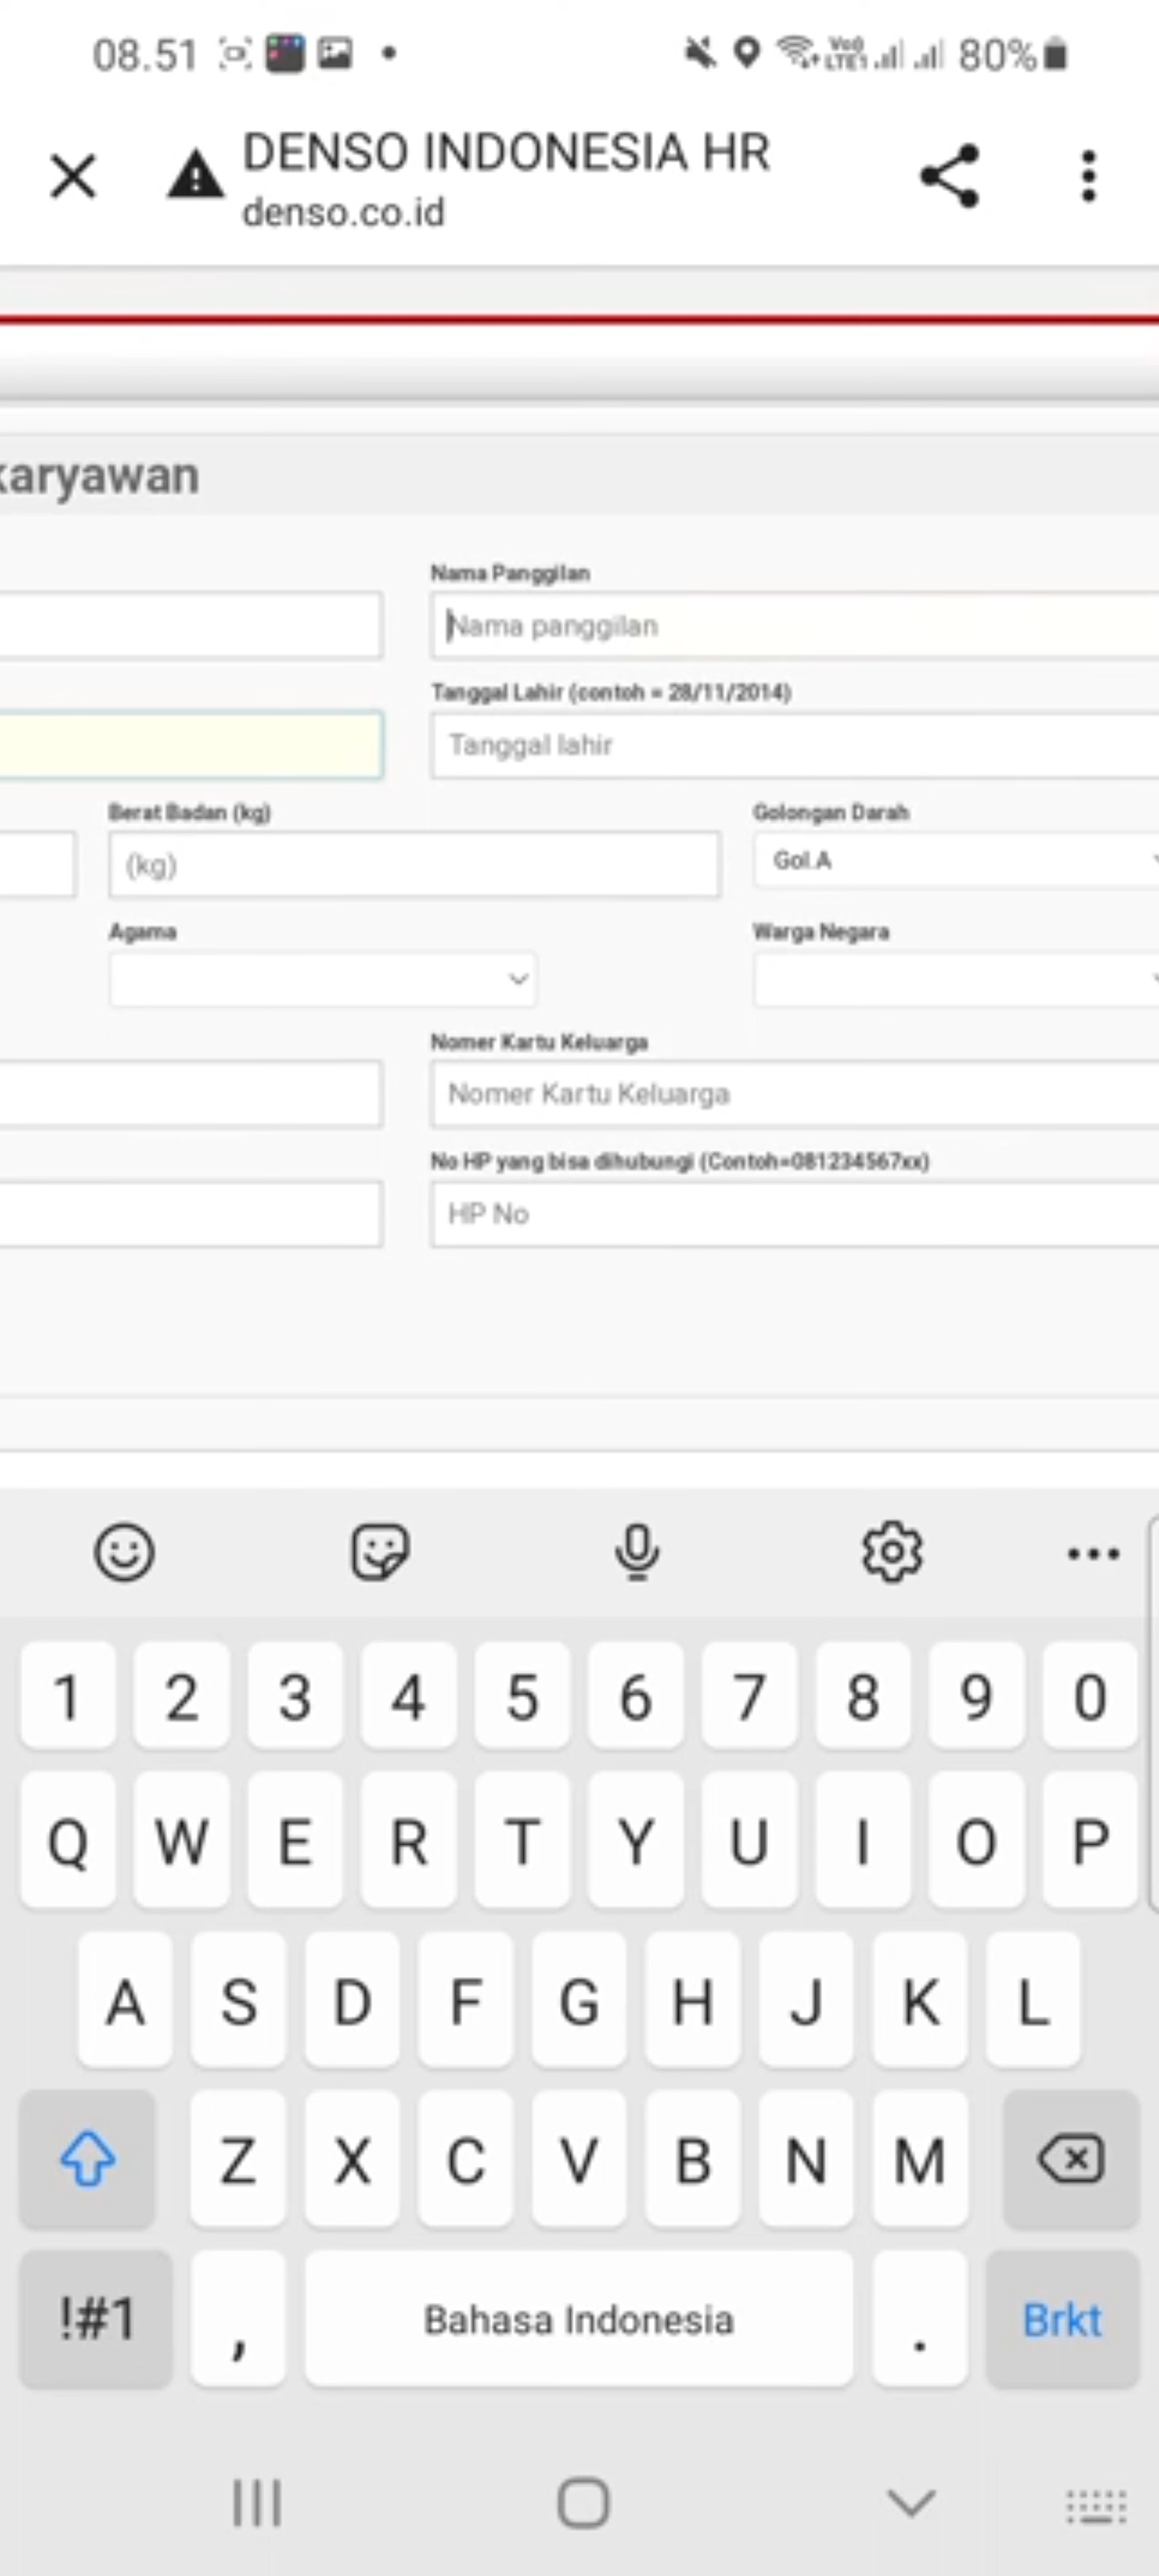 08.51
80%
DENSO INDONESIA HR
denso.co.id
karyawan
Nama Panggilan
Nama panggilan
Tanggal Lahir (contoh = 28/11/2014)
Tanggal lahir
Berat Badan (kg)
Golongan Darah
(kg)
Gol.A
Agama
Warga Negara
Nomer Kartu Keluarga
Nomer Kartu Keluarga
No HP yang bisa dihubungi (Contoh=081234567xx)
HP No
1 2 3 4 5 6 7 8 9 0
Q W E R T Y U I O P
A S D F G H J K L
Z X C V B N M
!#1 , Bahasa Indonesia . Brkt